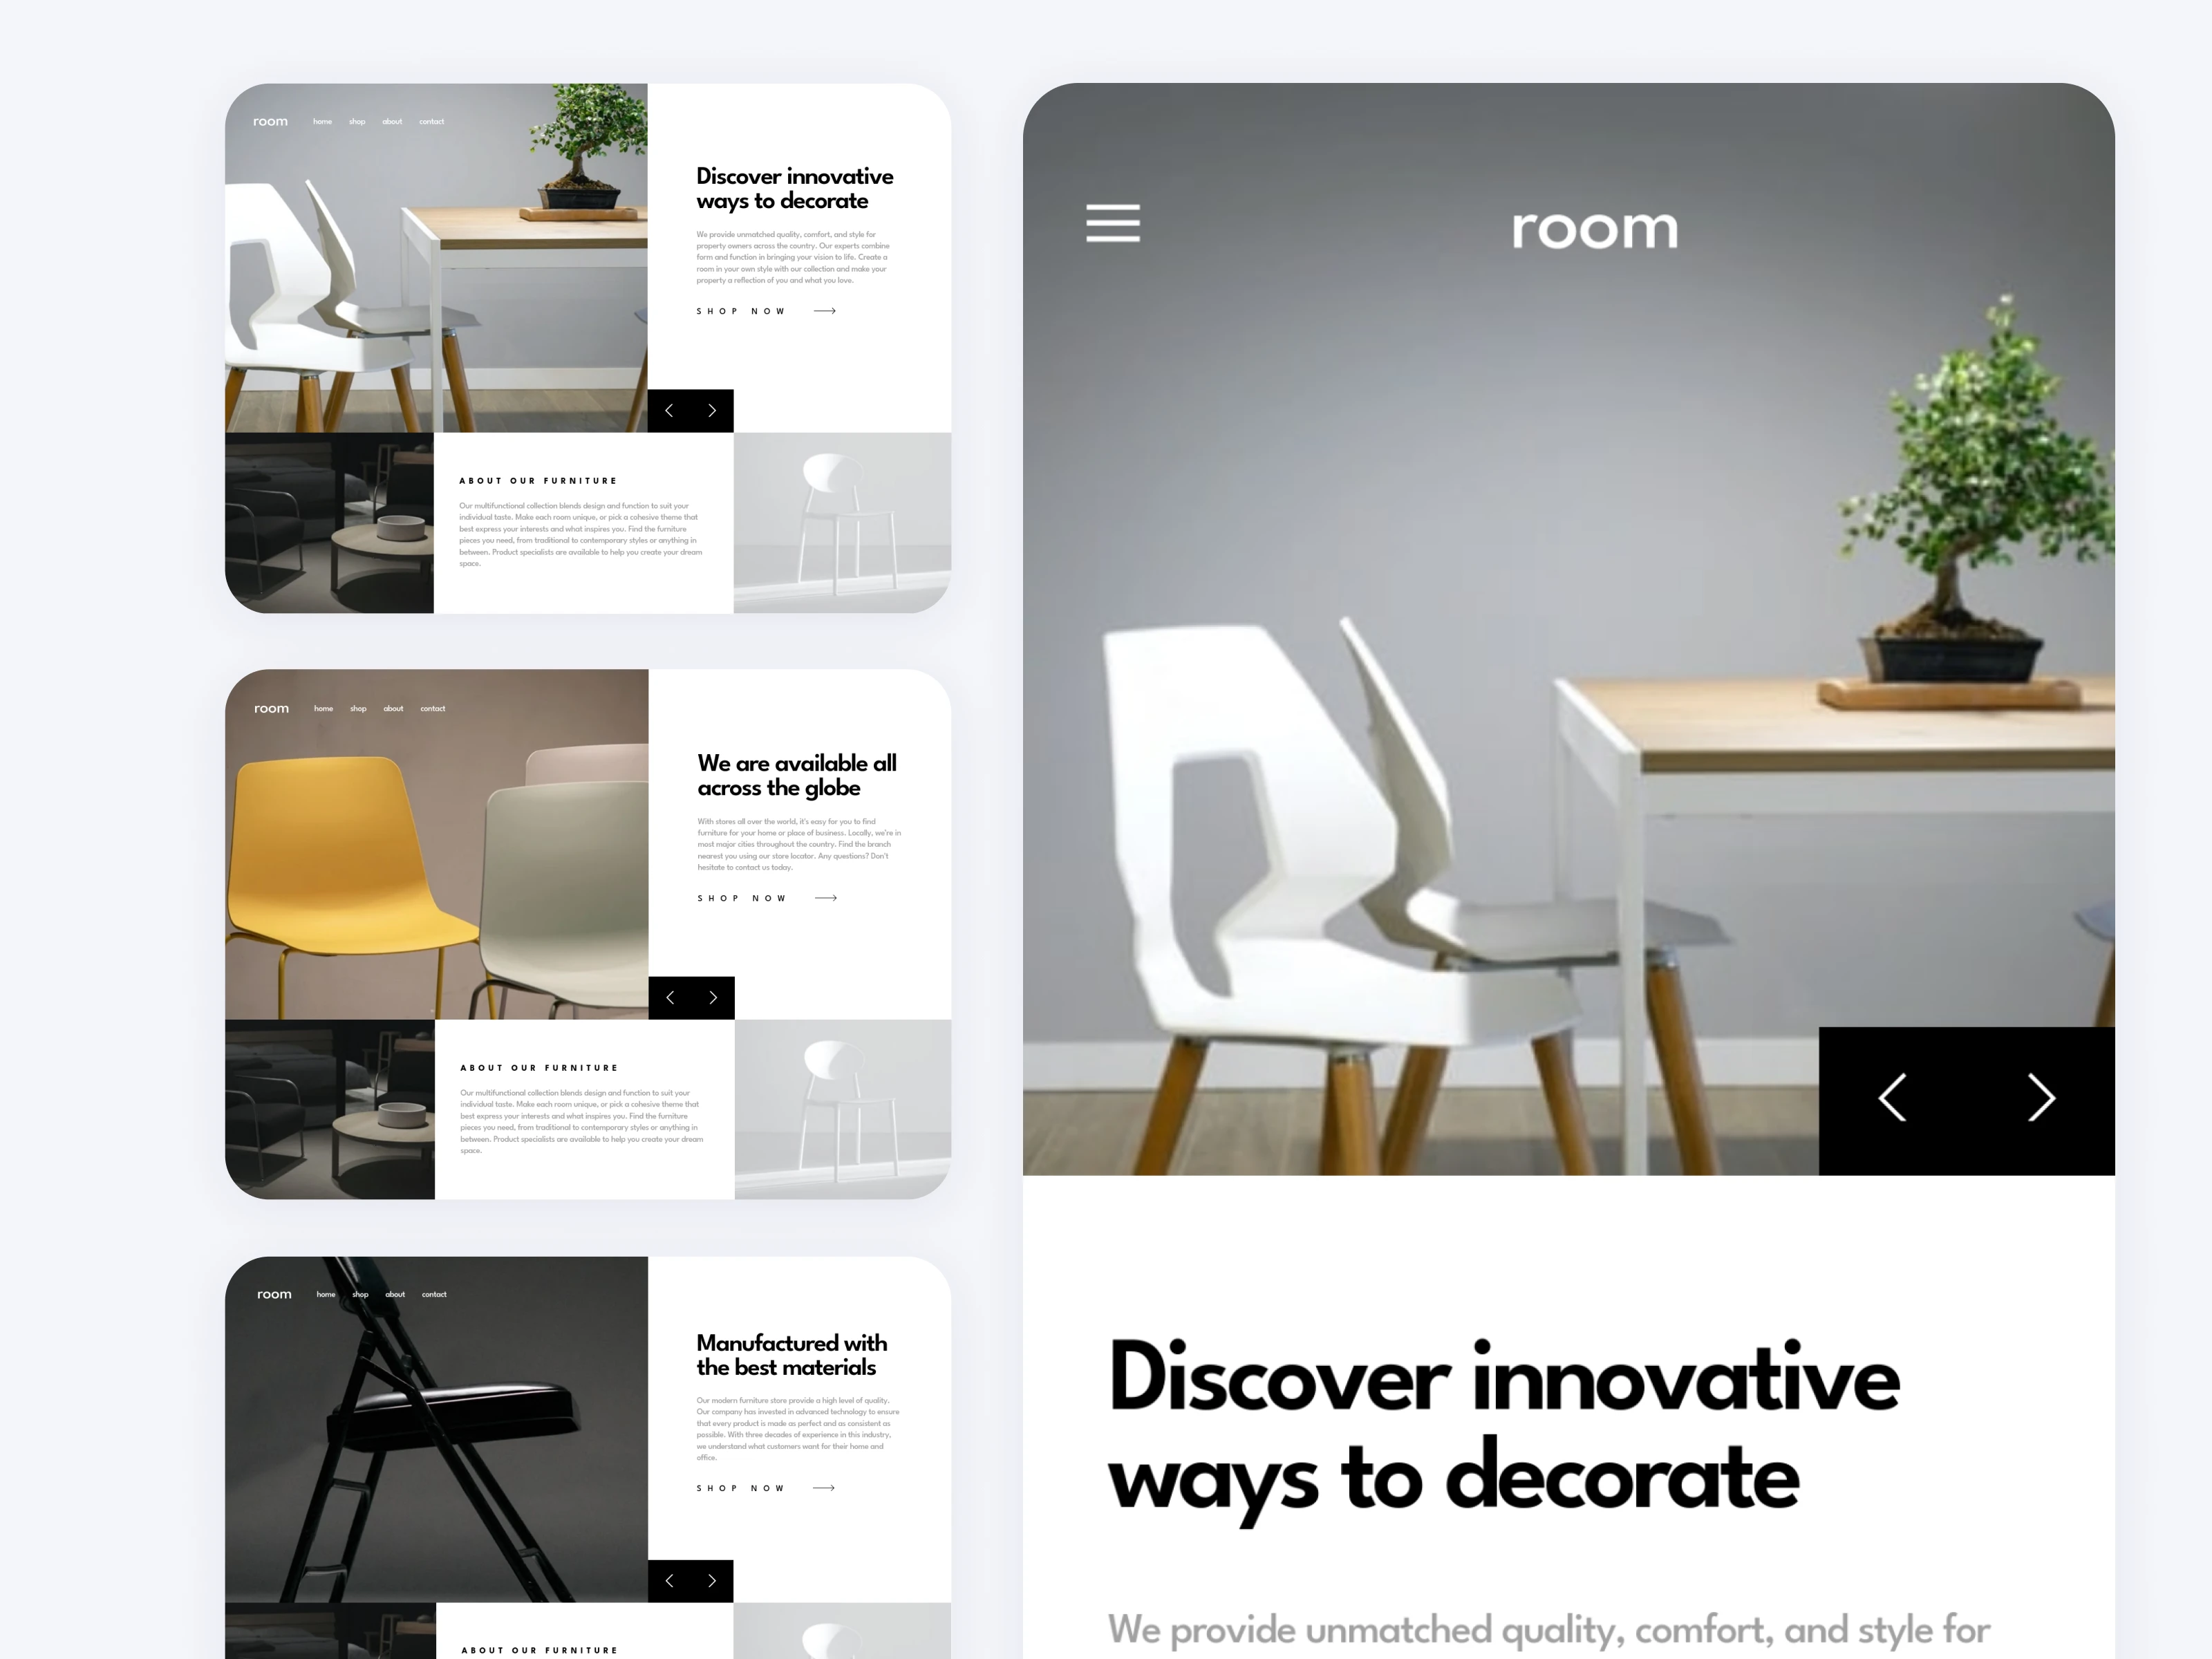 room home shop about contact
Discover innovative
ways to decorate
We provide unmatched quality, comfort, and style for
property owners across the country. Our experts combine
form and function in bringing your vision to life. Create a
room in your own style with our collection and make your
property a reflection of you and what you love.
SHOP NOW
ABOUT OUR FURNITURE
Our multifunctional collection blends design and function to suit your
individual taste. Make each room unique, or pick a cohesive theme that
best express your interests and what inspires you. Find the furniture
pieces you need, from traditional to contemporary styles or anything in
between. Product specialists are available to help you create your dream
space.
room home shop about contact
We are available all
across the globe
With stores all over the world, it's easy for you to find
furniture for your home or place of business. Locally, we're in
most major cities throughout the country. Find the branch
nearest you using our store locator. Any questions? Don't
hesitate to contact us today.
SHOP NOW
ABOUT OUR FURNITURE
Our multifunctional collection blends design and function to suit your
individual taste. Make each room unique, or pick a cohesive theme that
best express your interests and what inspires you. Find the furniture
pieces you need, from traditional to contemporary styles or anything in
between. Product specialists are available to help you create your dream
space.
room home shop about contact
Manufactured with
the best materials
Our modern furniture store provide a high level of quality.
Our company has invested in advanced technology to ensure
that every product is made as perfect and as consistent as
possible. With three decades of experience in this industry,
we understand what customers want for their home and
office.
SHOP NOW
ABOUT OUR FURNITURE
room
Discover innovative
ways to decorate
We provide unmatched quality, comfort, and style for